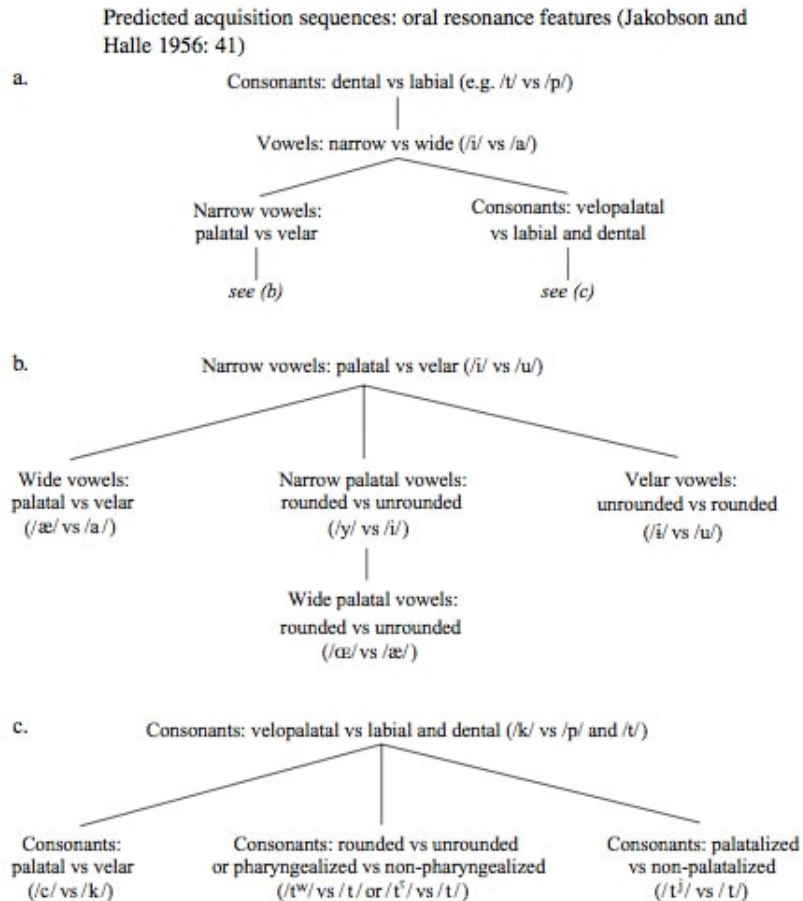 Predicted acquisition sequences: oral resonance features (Jakobson and
Halle 1956: 41)
a.
Consonants: dental vs labial (e.g. /t/ vs /p/)
Vowels: narrow vs wide (/i/ vs /a/)
Narrow vowels:
palatal vs velar
see (b)
Consonants: velopalatal
vs labial and dental
see (c)
b.
Narrow vowels: palatal vs velar (/i/ vs /u/)
Wide vowels:
palatal vs velar
(/æ/ vs /a/)
Narrow palatal vowels:
rounded vs unrounded
(/y/ vs /i/)
Wide palatal vowels:
rounded vs unrounded
(/ɶ/ vs /æ/)
Velar vowels:
unrounded vs rounded
(/ɨ/ vs /u/)
c.
Consonants: velopalatal vs labial and dental (/k/ vs /p/ and /t/)
Consonants:
palatal vs velar
(/c/ vs /k/)
Consonants: rounded vs unrounded
or pharyngealized vs non-pharyngealized
(/tʷ/ vs /t/ or /tˤ/ vs /t/)
Consonants: palatalized
vs non-palatalized
(/tʲ/ vs /t/)